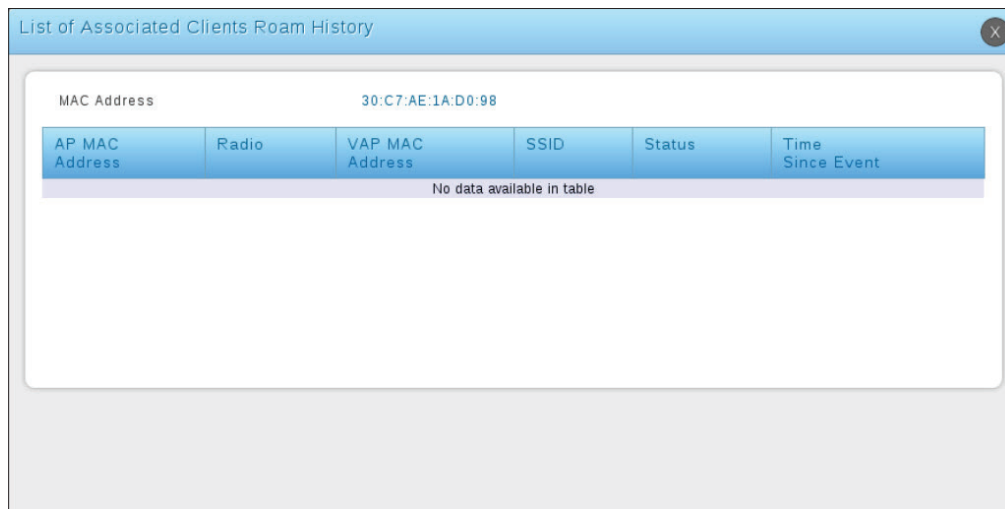 List of Associated Clients Roam History
X
MAC Address 30:C7:AE:1A:D0:98
AP MAC Address Radio VAP MAC Address SSID Status Time Since Event
No data available in table